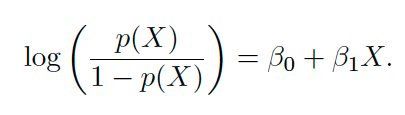 log ( p(X) / (1 − p(X)) ) = β₀ + β₁X.